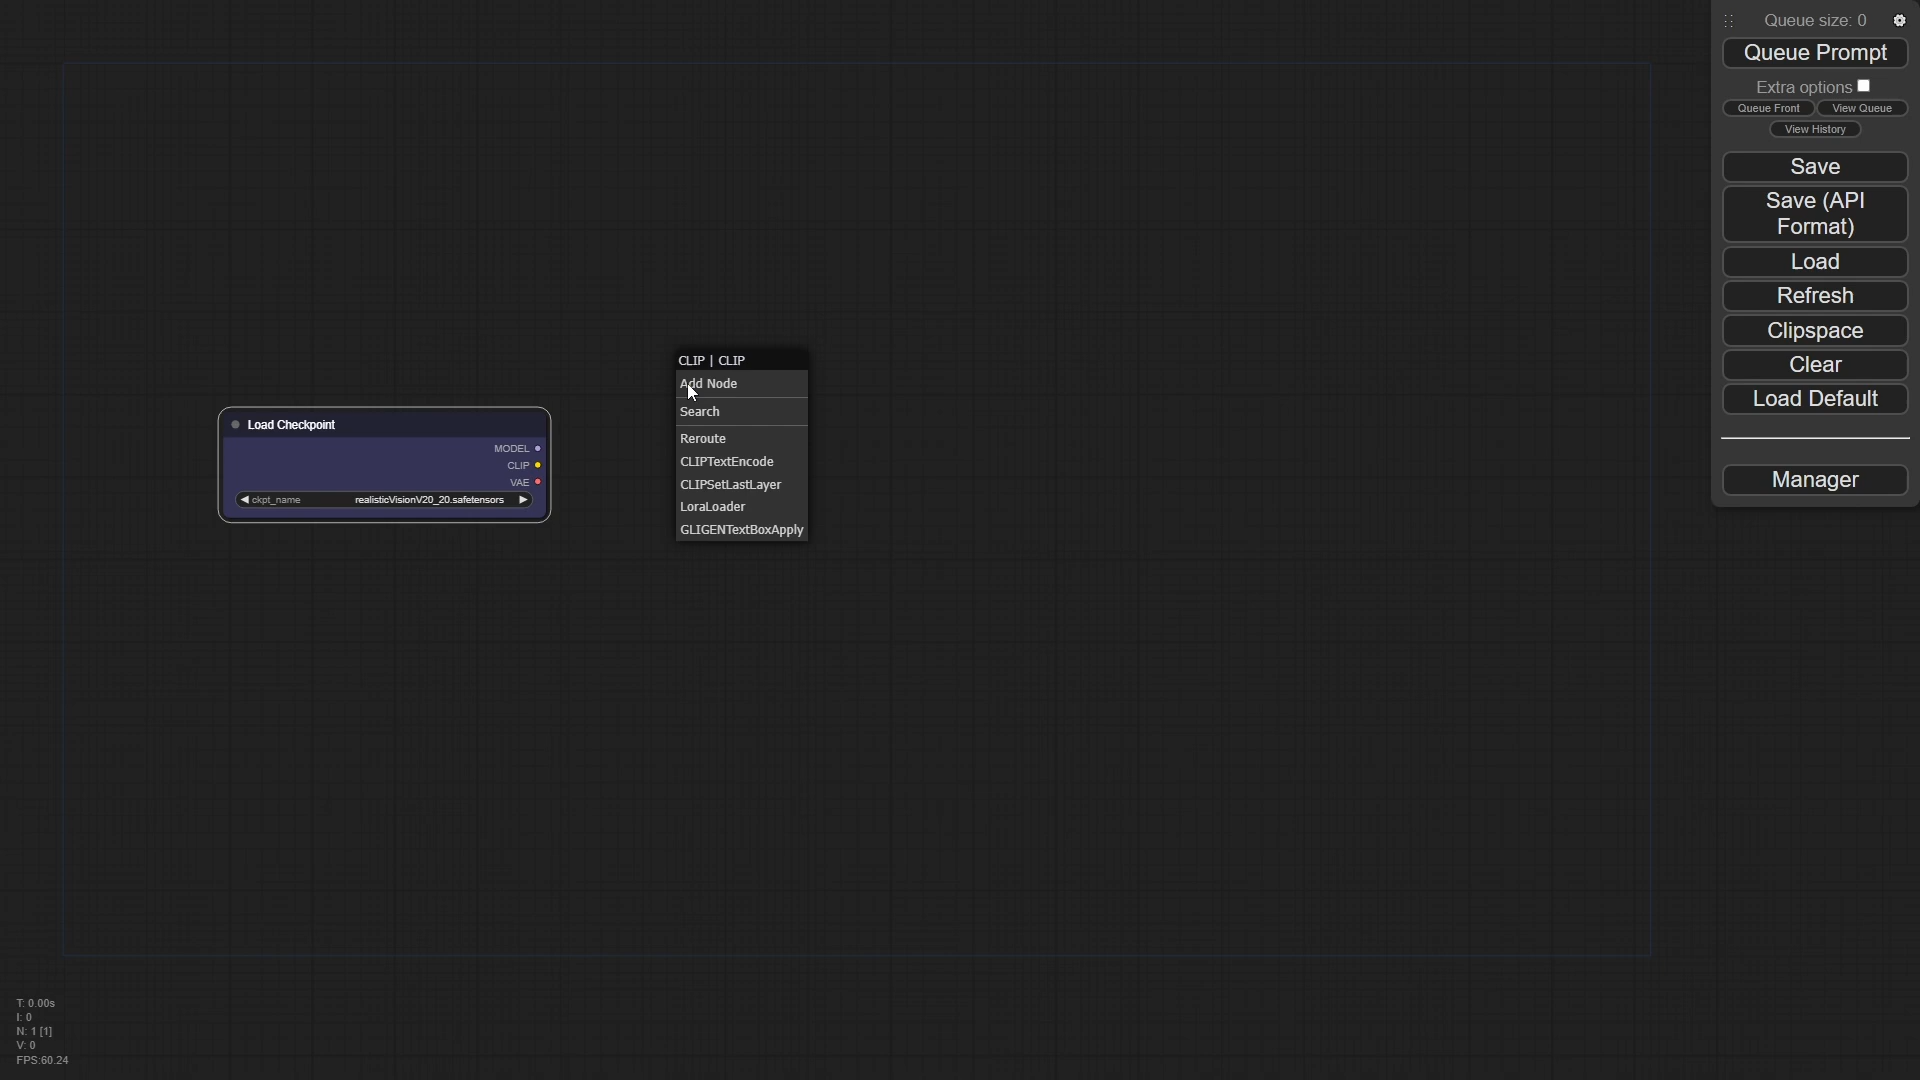 Queue size: 0
Queue Prompt
Extra options
Queue Front
View Queue
View History
Save
Save (API
Format)
Load
Refresh
Clipspace
Clear
Load Default
Manager
CLIP | CLIP
Add Node
Search
Reroute
CLIPTextEncode
CLIPSetLastLayer
LoraLoader
GLIGENTextBoxApply
Load Checkpoint
MODEL
CLIP
VAE
ckpt_name realisticVisionV20_20.safetensors
T: 0.00s
I: 0
N: 1 [1]
V: 0
FPS:60.24